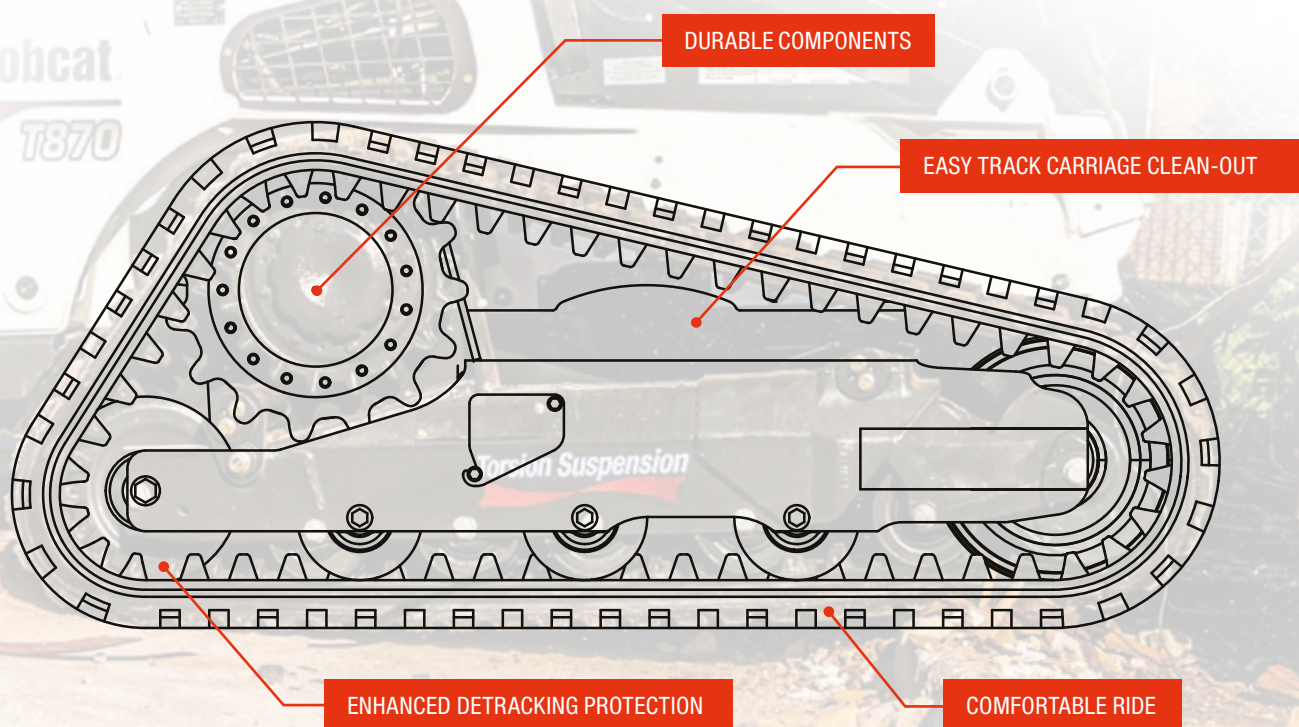 DURABLE COMPONENTS
obcat
T870
EASY TRACK CARRIAGE CLEAN-OUT
Torsion Suspension
ENHANCED DETRACKING PROTECTION
COMFORTABLE RIDE